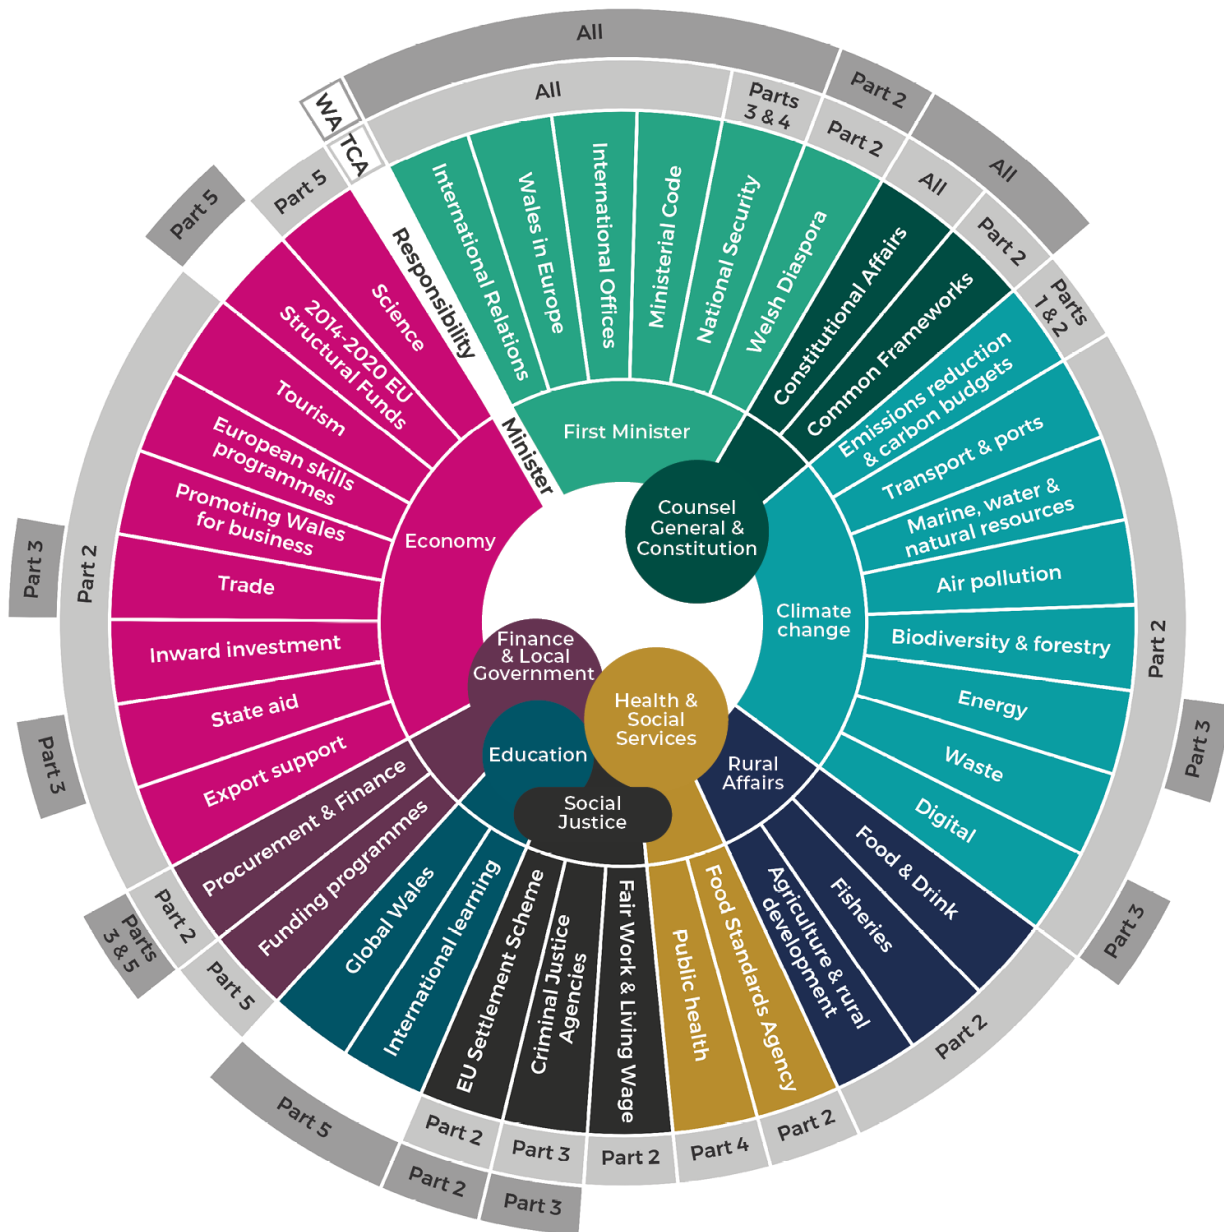 WA
TCA
Responsibility
Minister
All
Part 2
All
All
Parts
3 & 4
Part 2
All
Part 2
Parts
1 & 2
Part 2
Part 3
Part 3
Part 2
Part 2
Part 4
Part 2
Part 3
Part 2
Part 3
Part 2
Part 5
Part 5
Part 2
Parts
3 & 5
Part 2
Part 3
Part 3
Part 5
Part 5
First Minister
International Relations
Wales in Europe
International Offices
Ministerial Code
National Security
Welsh Diaspora
Counsel
General &
Constitution
Constitutional Affairs
Common Frameworks
Climate
change
Emissions reduction
& carbon budgets
Transport & ports
Marine, water &
natural resources
Air pollution
Biodiversity & forestry
Energy
Waste
Digital
Rural
Affairs
Food & Drink
Fisheries
Agriculture & rural
development
Health &
Social
Services
Food Standards Agency
Public health
Social
Justice
Fair Work & Living Wage
Criminal Justice
Agencies
EU Settlement Scheme
Education
International learning
Global Wales
Finance
& Local
Government
Funding programmes
Procurement & Finance
Economy
Export support
State aid
Inward investment
Trade
Promoting Wales
for business
European skills
programmes
Tourism
2014-2020 EU
Structural Funds
Science